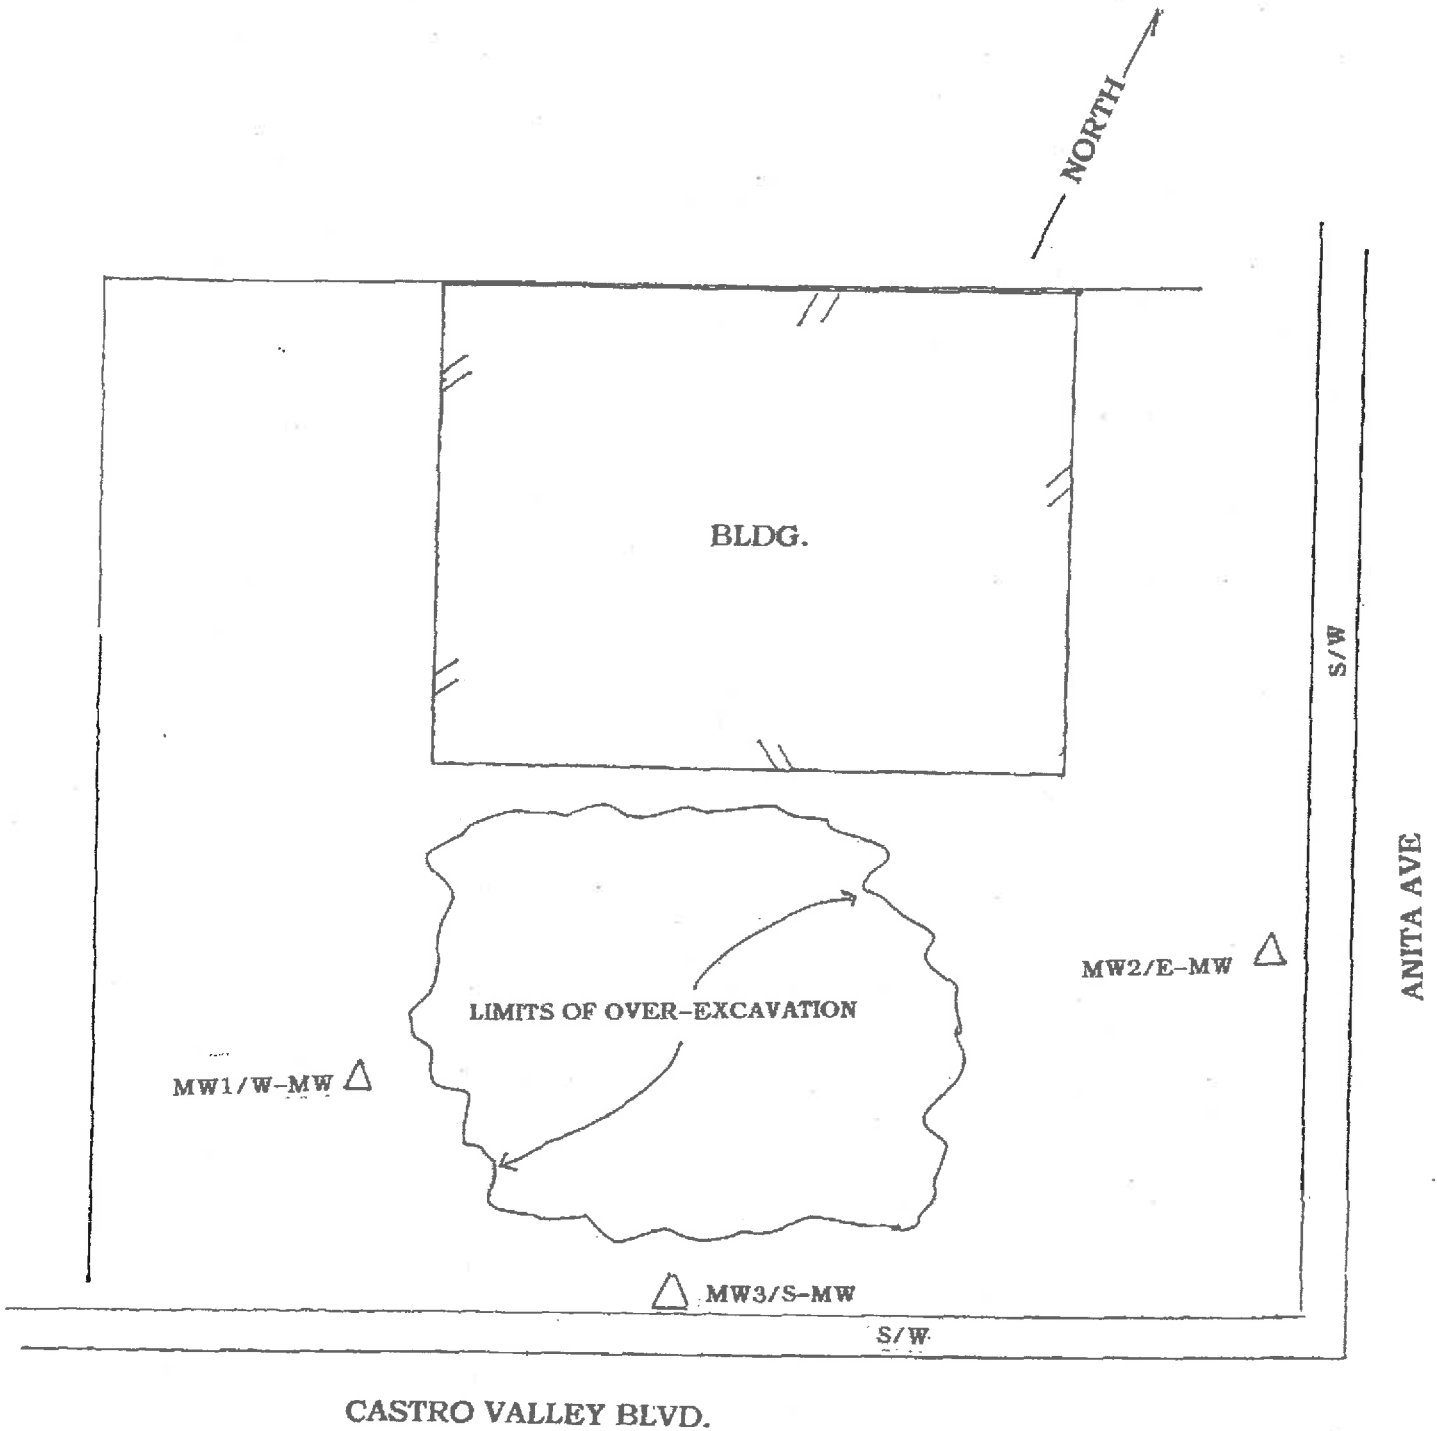 NORTH
BLDG.
S/W
ANITA AVE
MW2/E-MW
LIMITS OF OVER-EXCAVATION
MW1/W-MW
MW3/S-MW
S/W
CASTRO VALLEY BLVD.